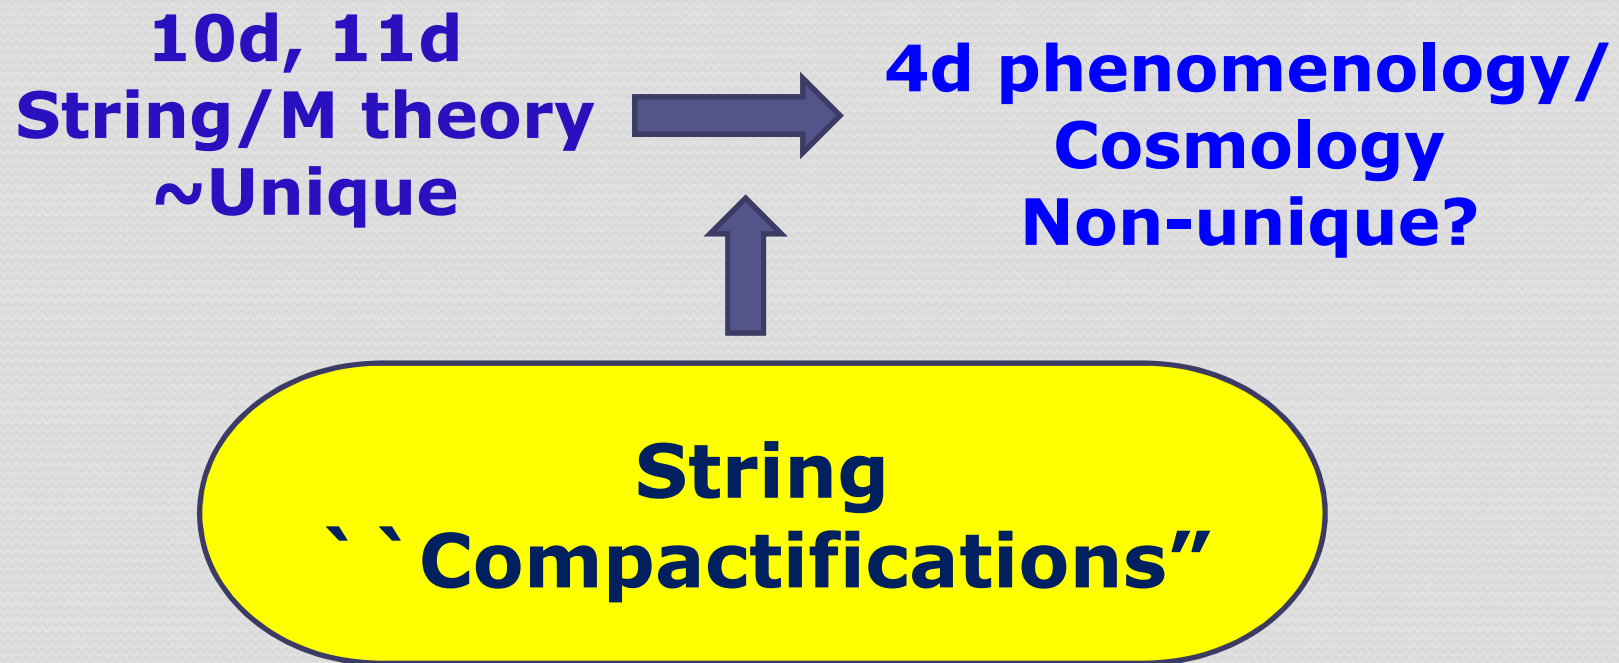 10d, 11d
String/M theory
~Unique
4d phenomenology/
Cosmology
Non-unique?
String
``Compactifications”